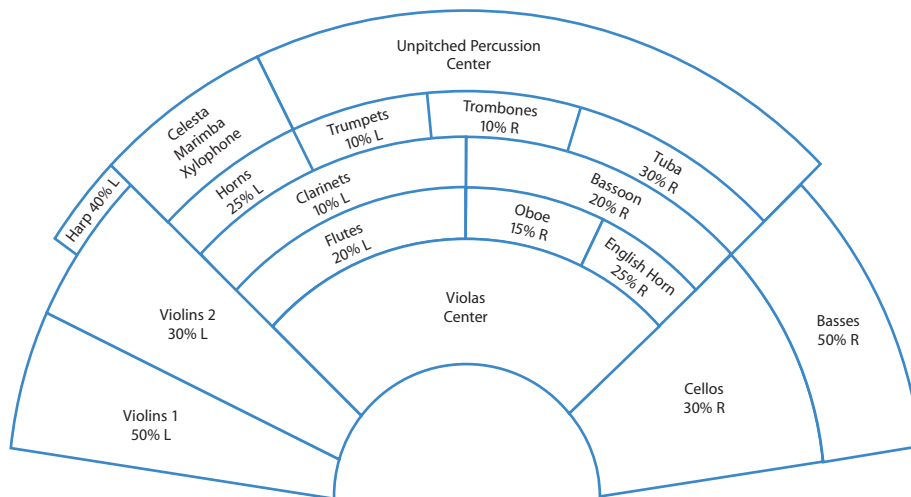 Unpitched Percussion
Center
Celesta
Marimba
Xylophone
Trumpets
10% L
Trombones
10% R
Tuba
30% R
Horns
25% L
Clarinets
10% L
Bassoon
20% R
Harp 40% L
Flutes
20% L
Oboe
15% R
English Horn
25% R
Violins 2
30% L
Violas
Center
Basses
50% R
Violins 1
50% L
Cellos
30% R